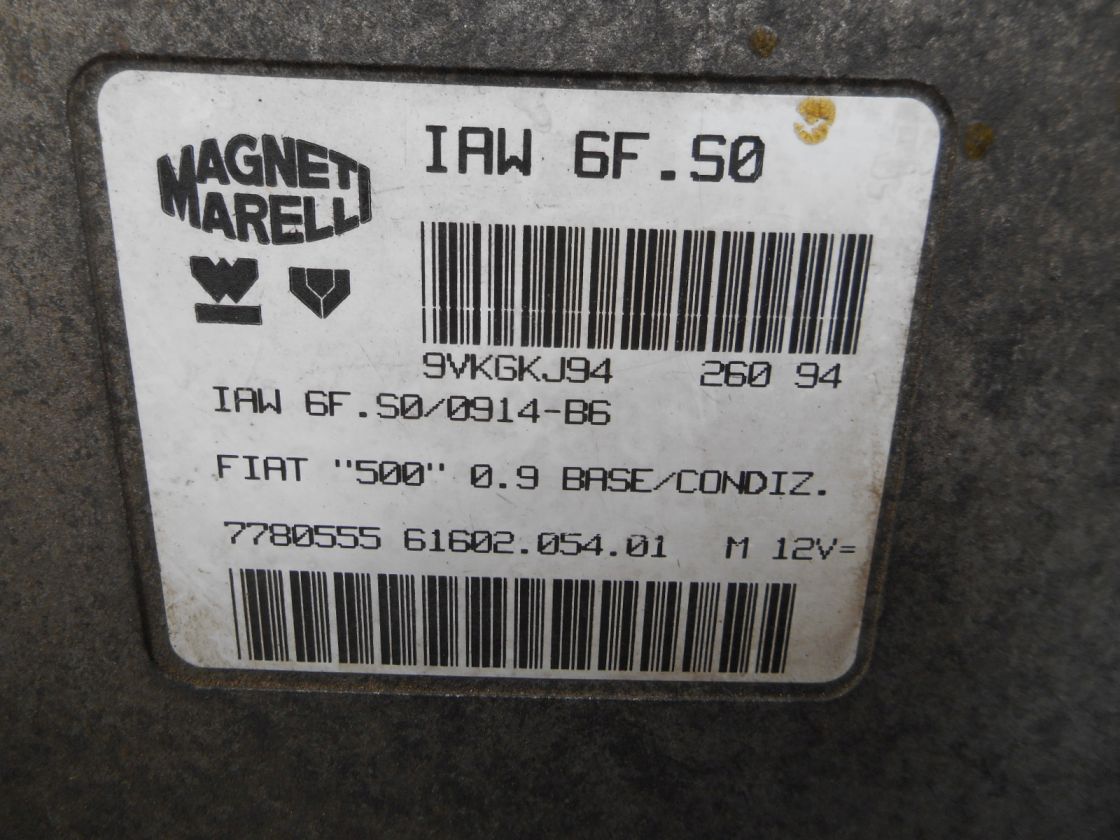 MAGNETI
MARELLI
IAW 6F.S0
9VKGKJ94 260 94
IAW 6F.S0/0914-B6
FIAT "500" 0.9 BASE/CONDIZ.
7780555 61602.054.01 M 12V=